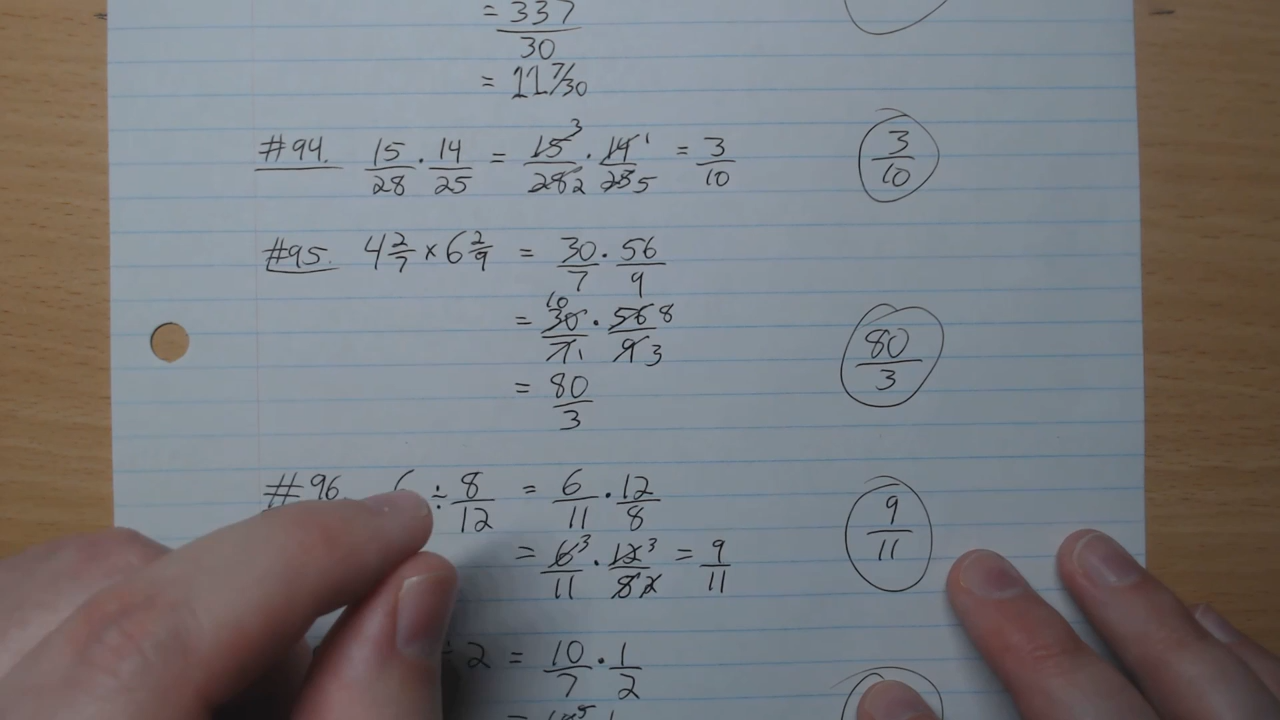 = 337/30
= 11 7/30
#94. 15/28 · 14/25 = 15 3/28 2 · 14 1/25 5 = 3/10 3/10
#95. 4 2/7 × 6 2/9 = 30/7 · 56/9
= 30 10/7 1 · 56 8/9 3 80/3
= 80/3
#96. 6 ÷ 8/12 = 6/11 · 12/8 9/11
= 6 3/11 · 12 3/8 2 = 9/11
÷ 2 = 10/7 · 1/2